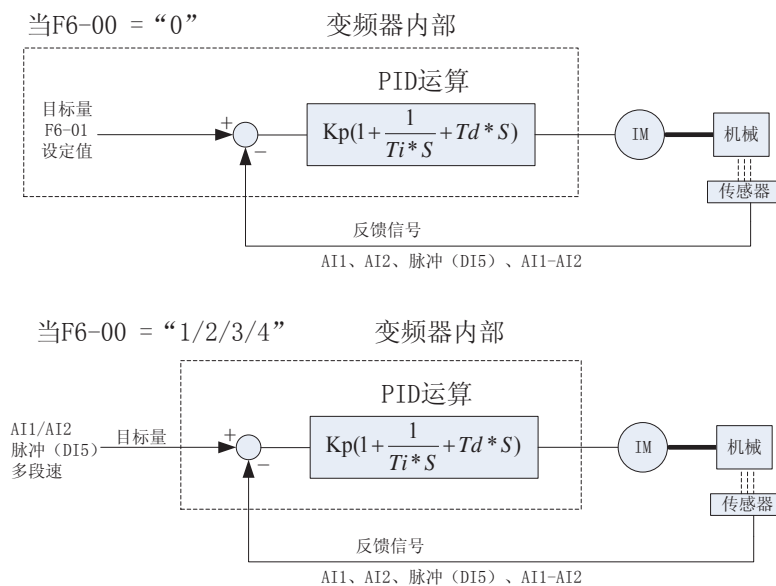 当F6-00 = “0” 变频器内部
PID运算
目标量
F6-01
设定值
+
−
Kp(1+1/(Ti*S)+Td*S)
IM
机械
传感器
反馈信号
AI1、AI2、脉冲（DI5）、AI1-AI2
当F6-00 = “1/2/3/4” 变频器内部
PID运算
AI1/AI2
脉冲（DI5）
多段速
目标量
+
−
Kp(1+1/(Ti*S)+Td*S)
IM
机械
传感器
反馈信号
AI1、AI2、脉冲（DI5）、AI1-AI2